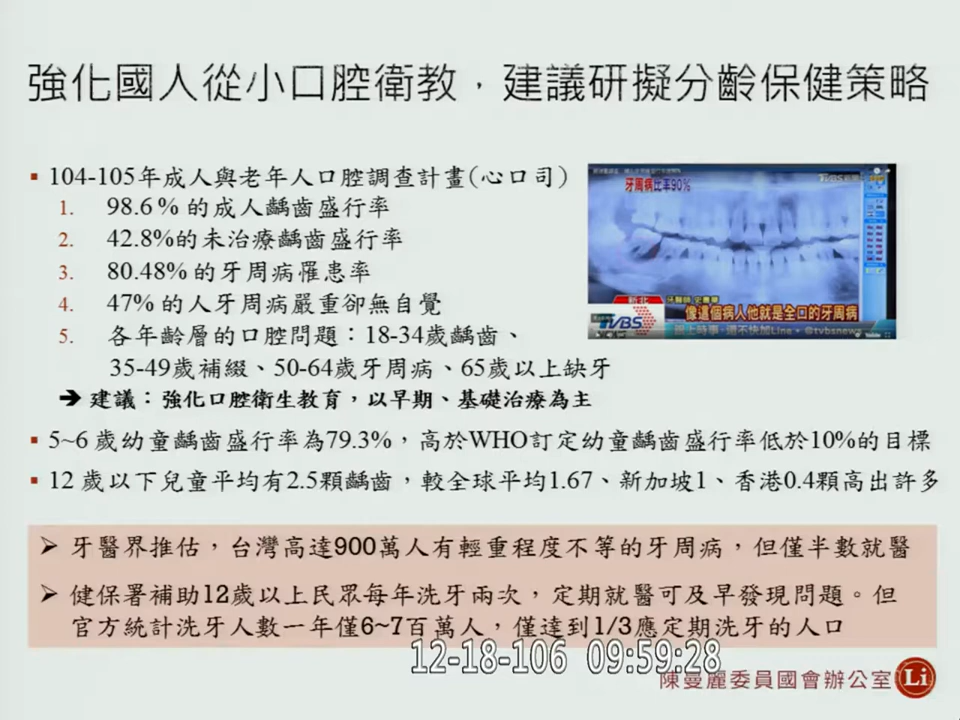 強化國人從小口腔衛教，建議研擬分齡保健策略
▪ 104-105年成人與老年人口腔調查計畫(心口司)
1. 98.6% 的成人齲齒盛行率
2. 42.8%的未治療齲齒盛行率
3. 80.48% 的牙周病罹患率
4. 47% 的人牙周病嚴重卻無自覺
5. 各年齡層的口腔問題：18-34歲齲齒、
35-49歲補綴、50-64歲牙周病、65歲以上缺牙
➔ 建議：強化口腔衛生教育，以早期、基礎治療為主
牙周病比率90%
新北
像這個病人他就是全口的牙周病
TVBS
線上時事，還不快加Line • @tvbsnews
▪ 5~6 歲幼童齲齒盛行率為79.3%，高於WHO訂定幼童齲齒盛行率低於10%的目標
▪ 12 歲以下兒童平均有2.5顆齲齒，較全球平均1.67、新加坡1、香港0.4顆高出許多
➢ 牙醫界推估，台灣高達900萬人有輕重程度不等的牙周病，但僅半數就醫
➢ 健保署補助12歲以上民眾每年洗牙兩次，定期就醫可及早發現問題。但
官方統計洗牙人數一年僅6~7百萬人，僅達到1/3應定期洗牙的人口
12-18-106 09:59:28
陳曼麗委員國會辦公室 Li